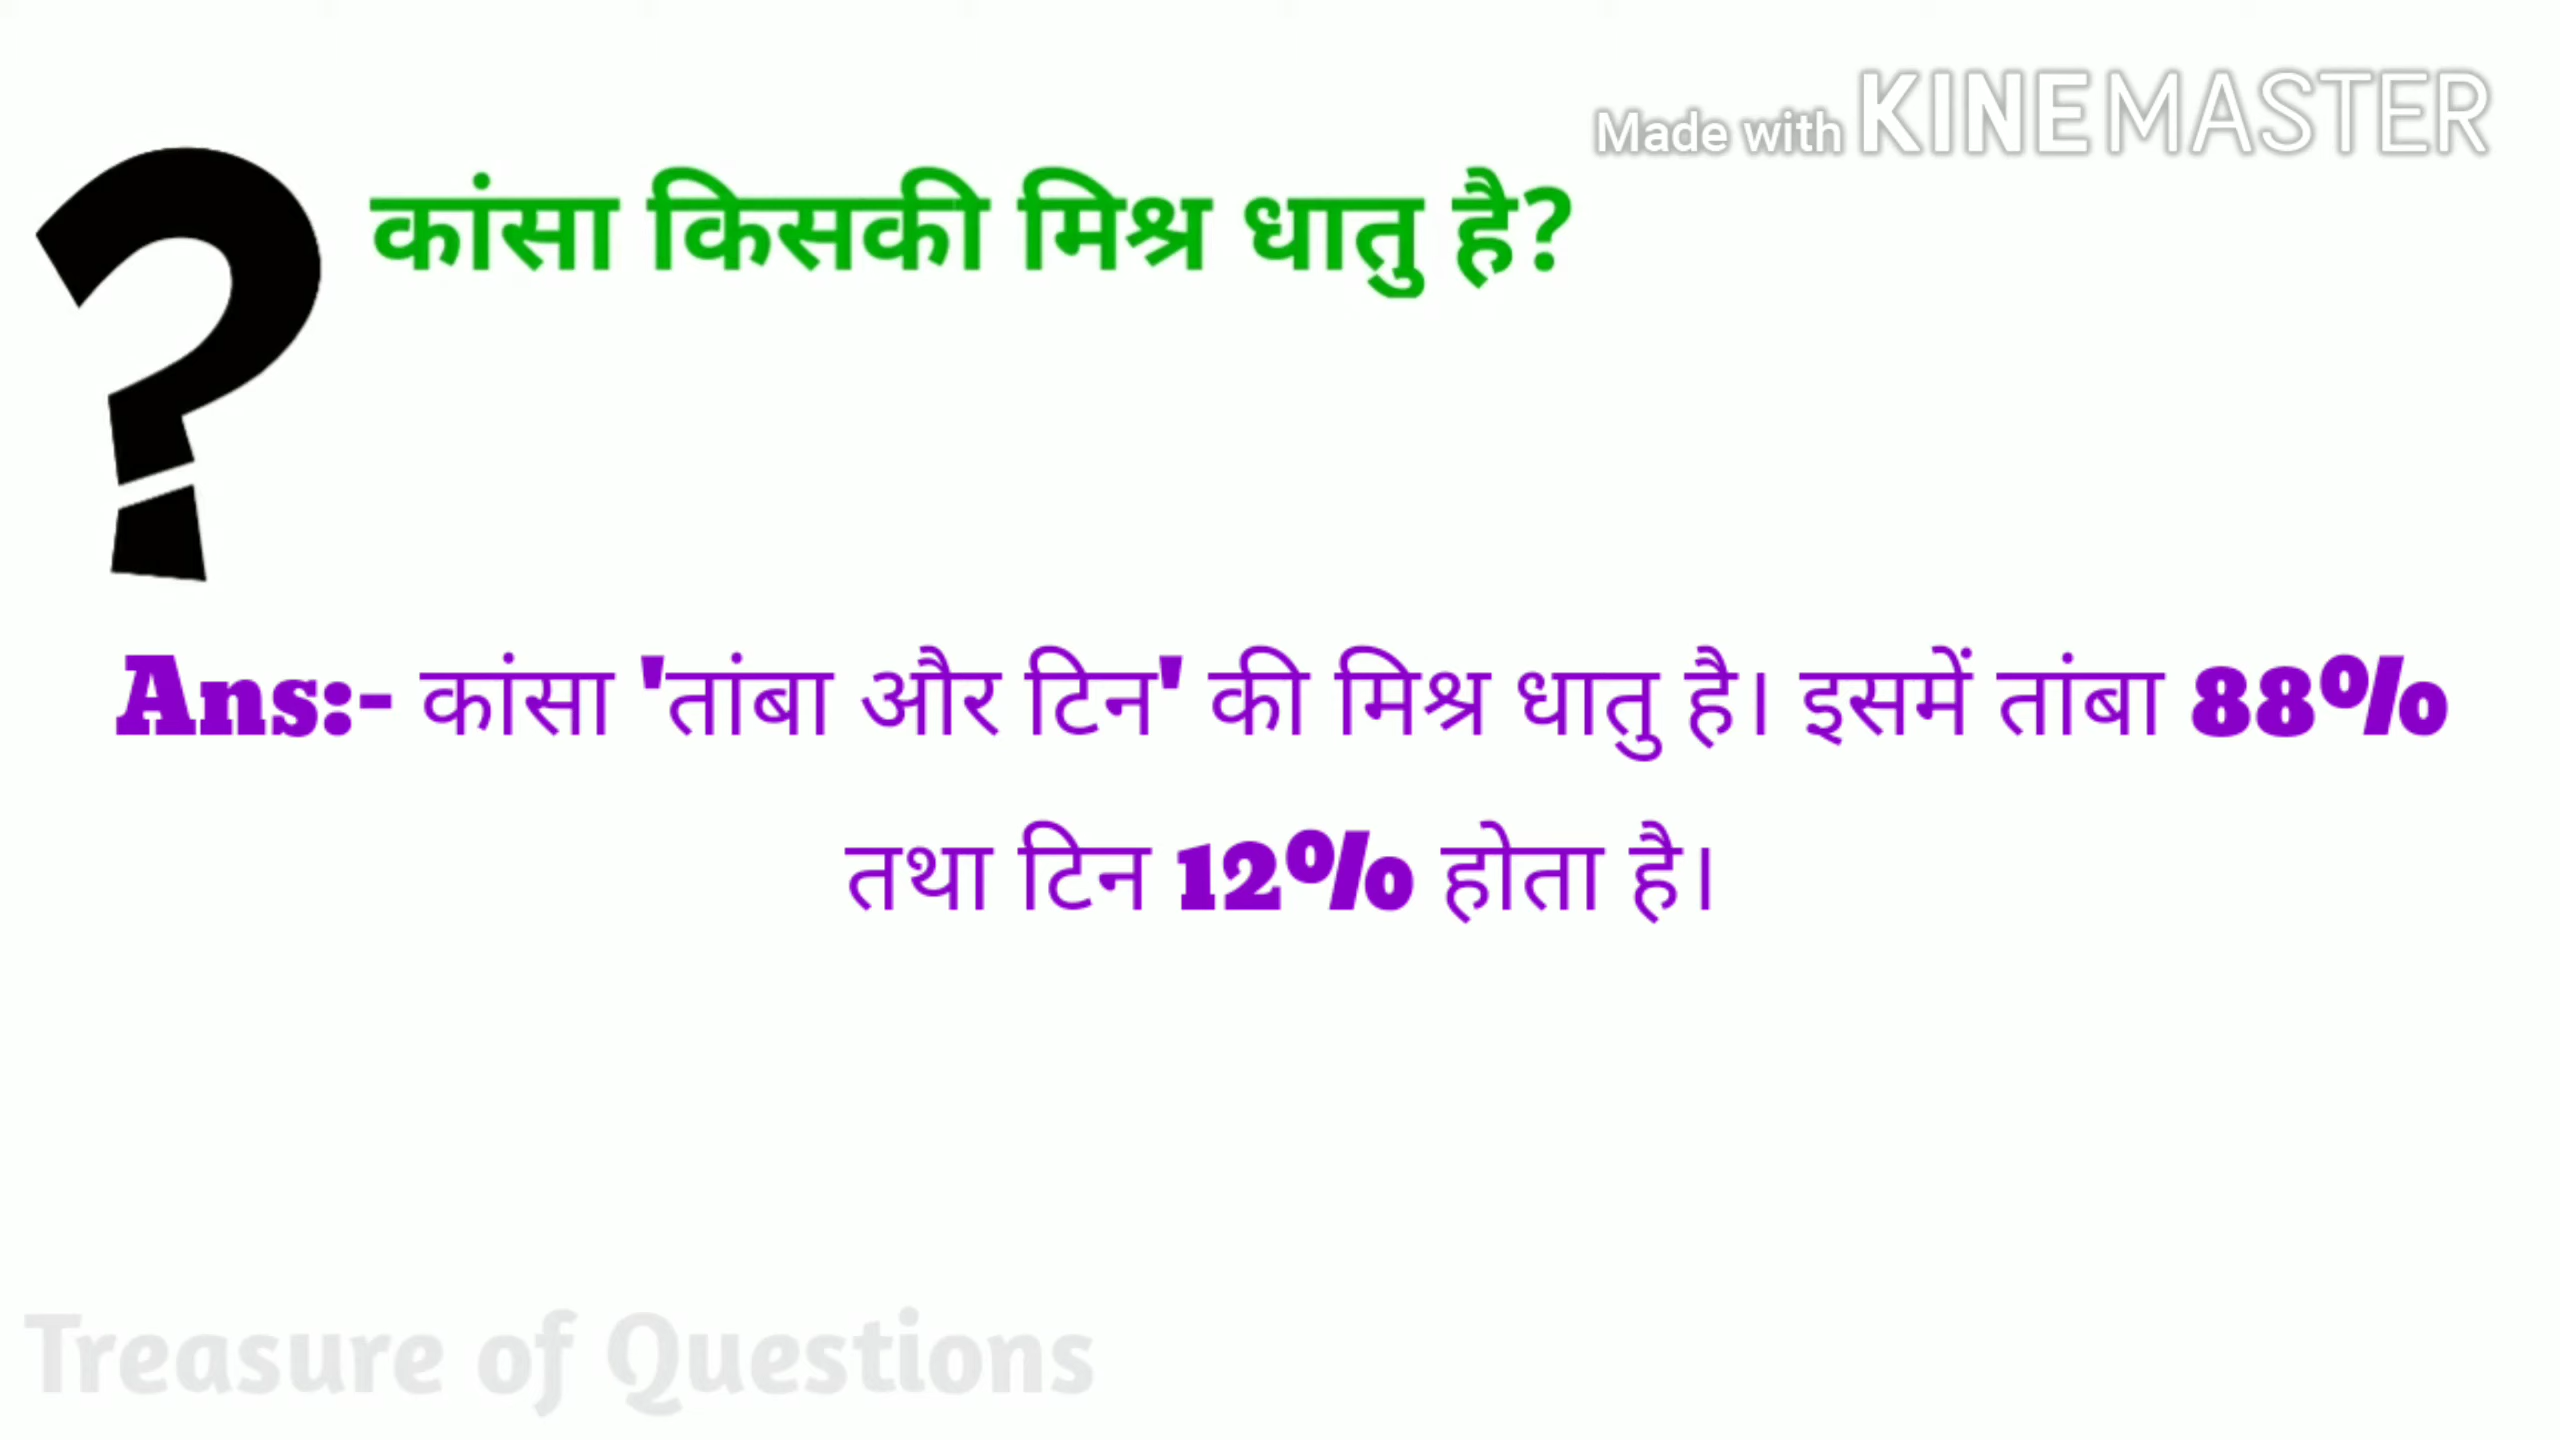 Made with KINEMASTER
कांसा किसकी मिश्र धातु है?
Ans:- कांसा 'तांबा और टिन' की मिश्र धातु है। इसमें तांबा 88%
तथा टिन 12% होता है।
Treasure of Questions